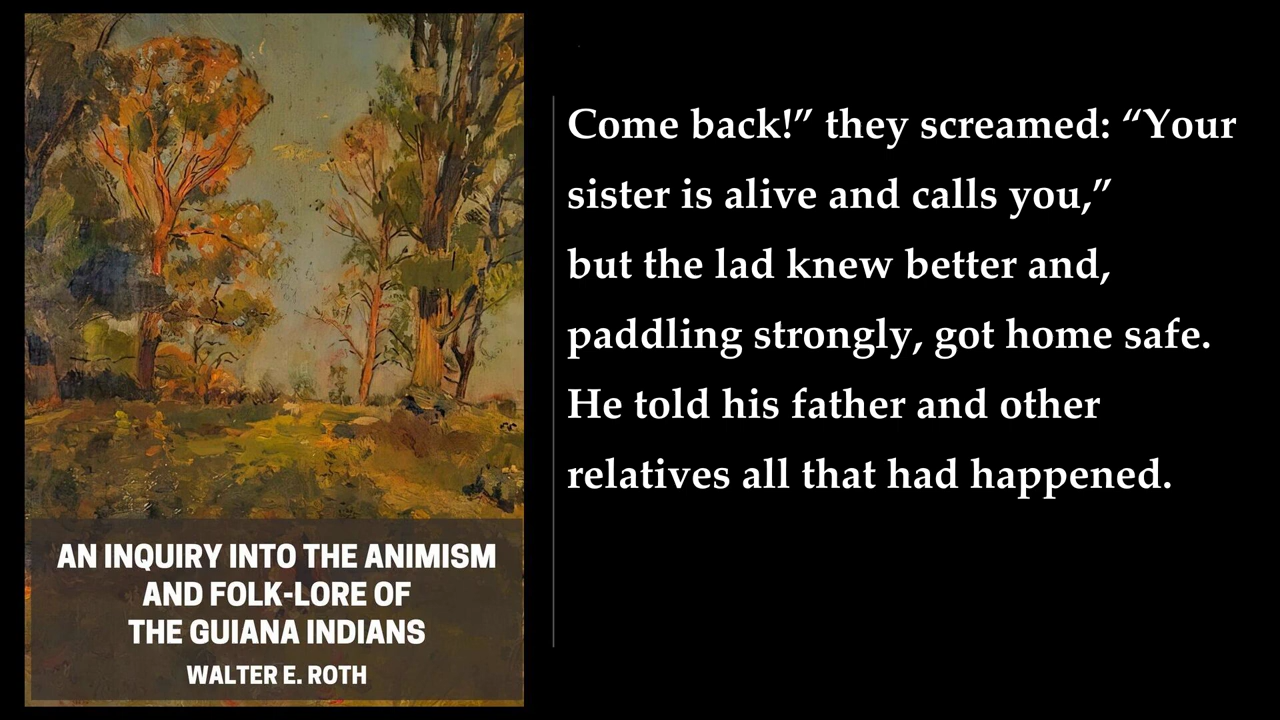 Come back!” they screamed: “Your
sister is alive and calls you,”
but the lad knew better and,
paddling strongly, got home safe.
He told his father and other
relatives all that had happened.
AN INQUIRY INTO THE ANIMISM
AND FOLK-LORE OF
THE GUIANA INDIANS
WALTER E. ROTH